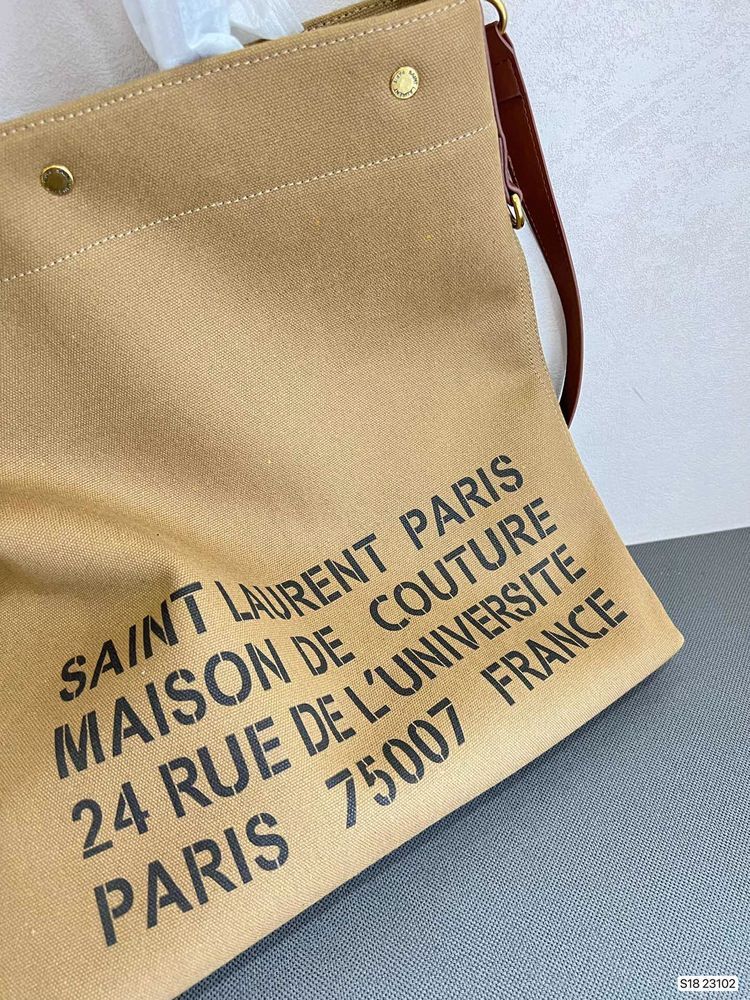 SAINT LAURENT PARIS
MAISON DE COUTURE
24 RUE DE L'UNIVERSITE
PARIS 75007 FRANCE
S18 23102